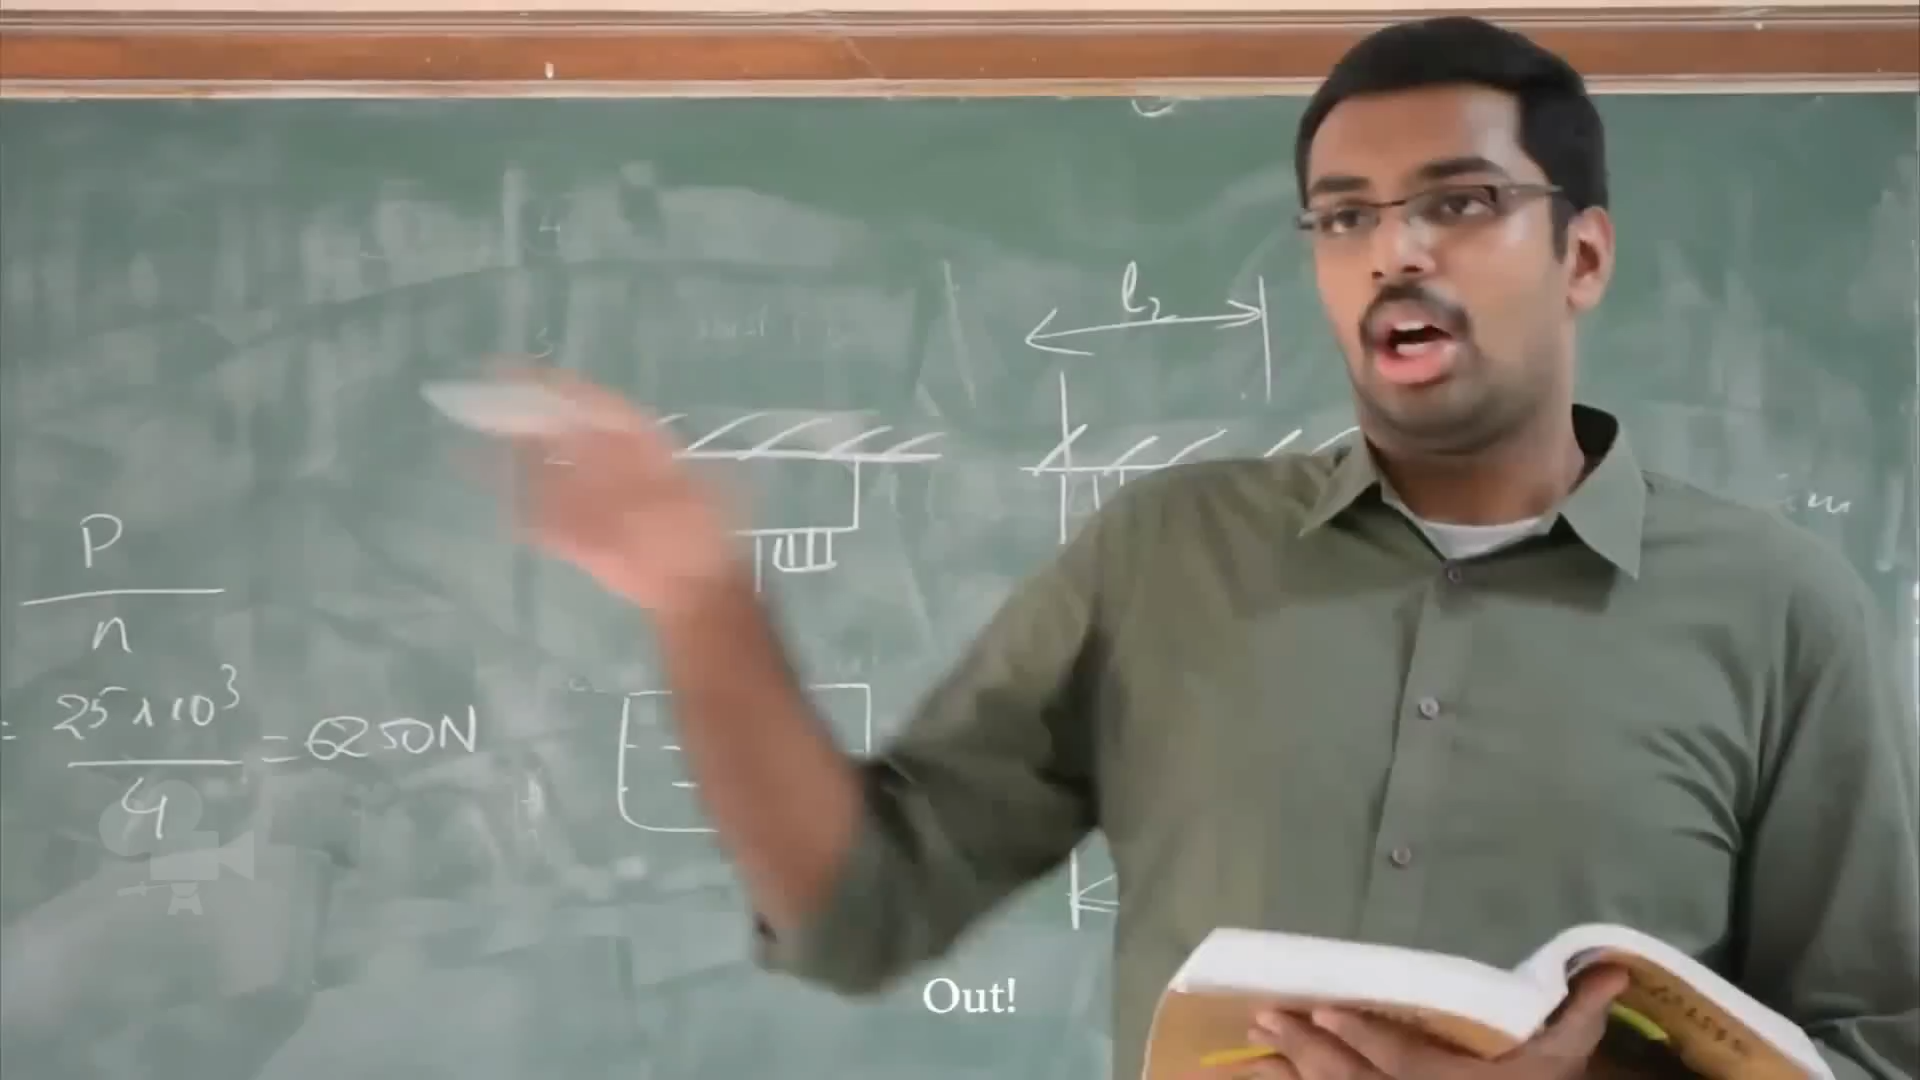 l₂
P
n
= 25×10³
4
= 6250N
Out!